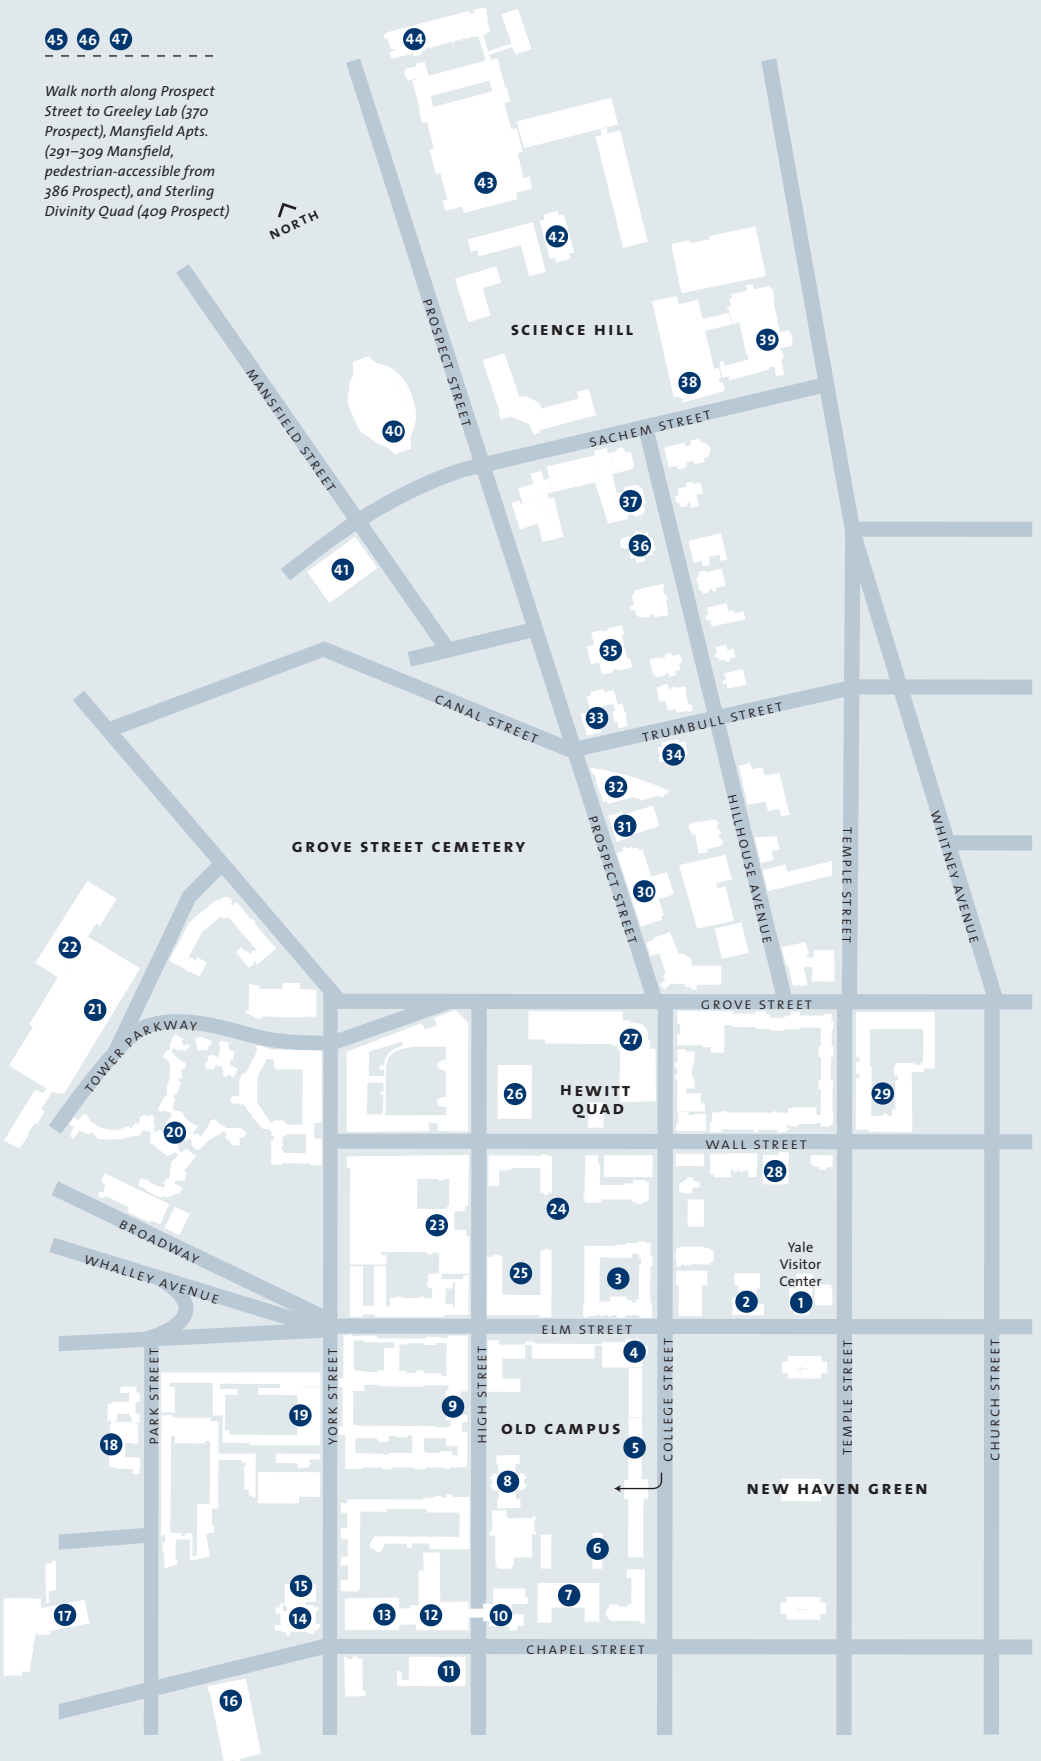 45 46 47
Walk north along Prospect
Street to Greeley Lab (370
Prospect), Mansfield Apts.
(291–309 Mansfield,
pedestrian-accessible from
386 Prospect), and Sterling
Divinity Quad (409 Prospect)
NORTH
44
43
42
PROSPECT STREET
SCIENCE HILL
39
38
MANSFIELD STREET
40
SACHEM STREET
37
36
41
35
33
CANAL STREET
TRUMBULL STREET
34
32
31
GROVE STREET CEMETERY
PROSPECT STREET
HILLHOUSE AVENUE
TEMPLE STREET
WHITNEY AVENUE
30
22
21
GROVE STREET
TOWER PARKWAY
27
26
HEWITT
QUAD
29
20
WALL STREET
28
24
23
BROADWAY
WHALLEY AVENUE
25
3
Yale
Visitor
Center
2
1
ELM STREET
4
PARK STREET
YORK STREET
HIGH STREET
COLLEGE STREET
TEMPLE STREET
CHURCH STREET
19
9
18
OLD CAMPUS
5
8
NEW HAVEN GREEN
6
15
7
17
14
13
12
10
CHAPEL STREET
11
16